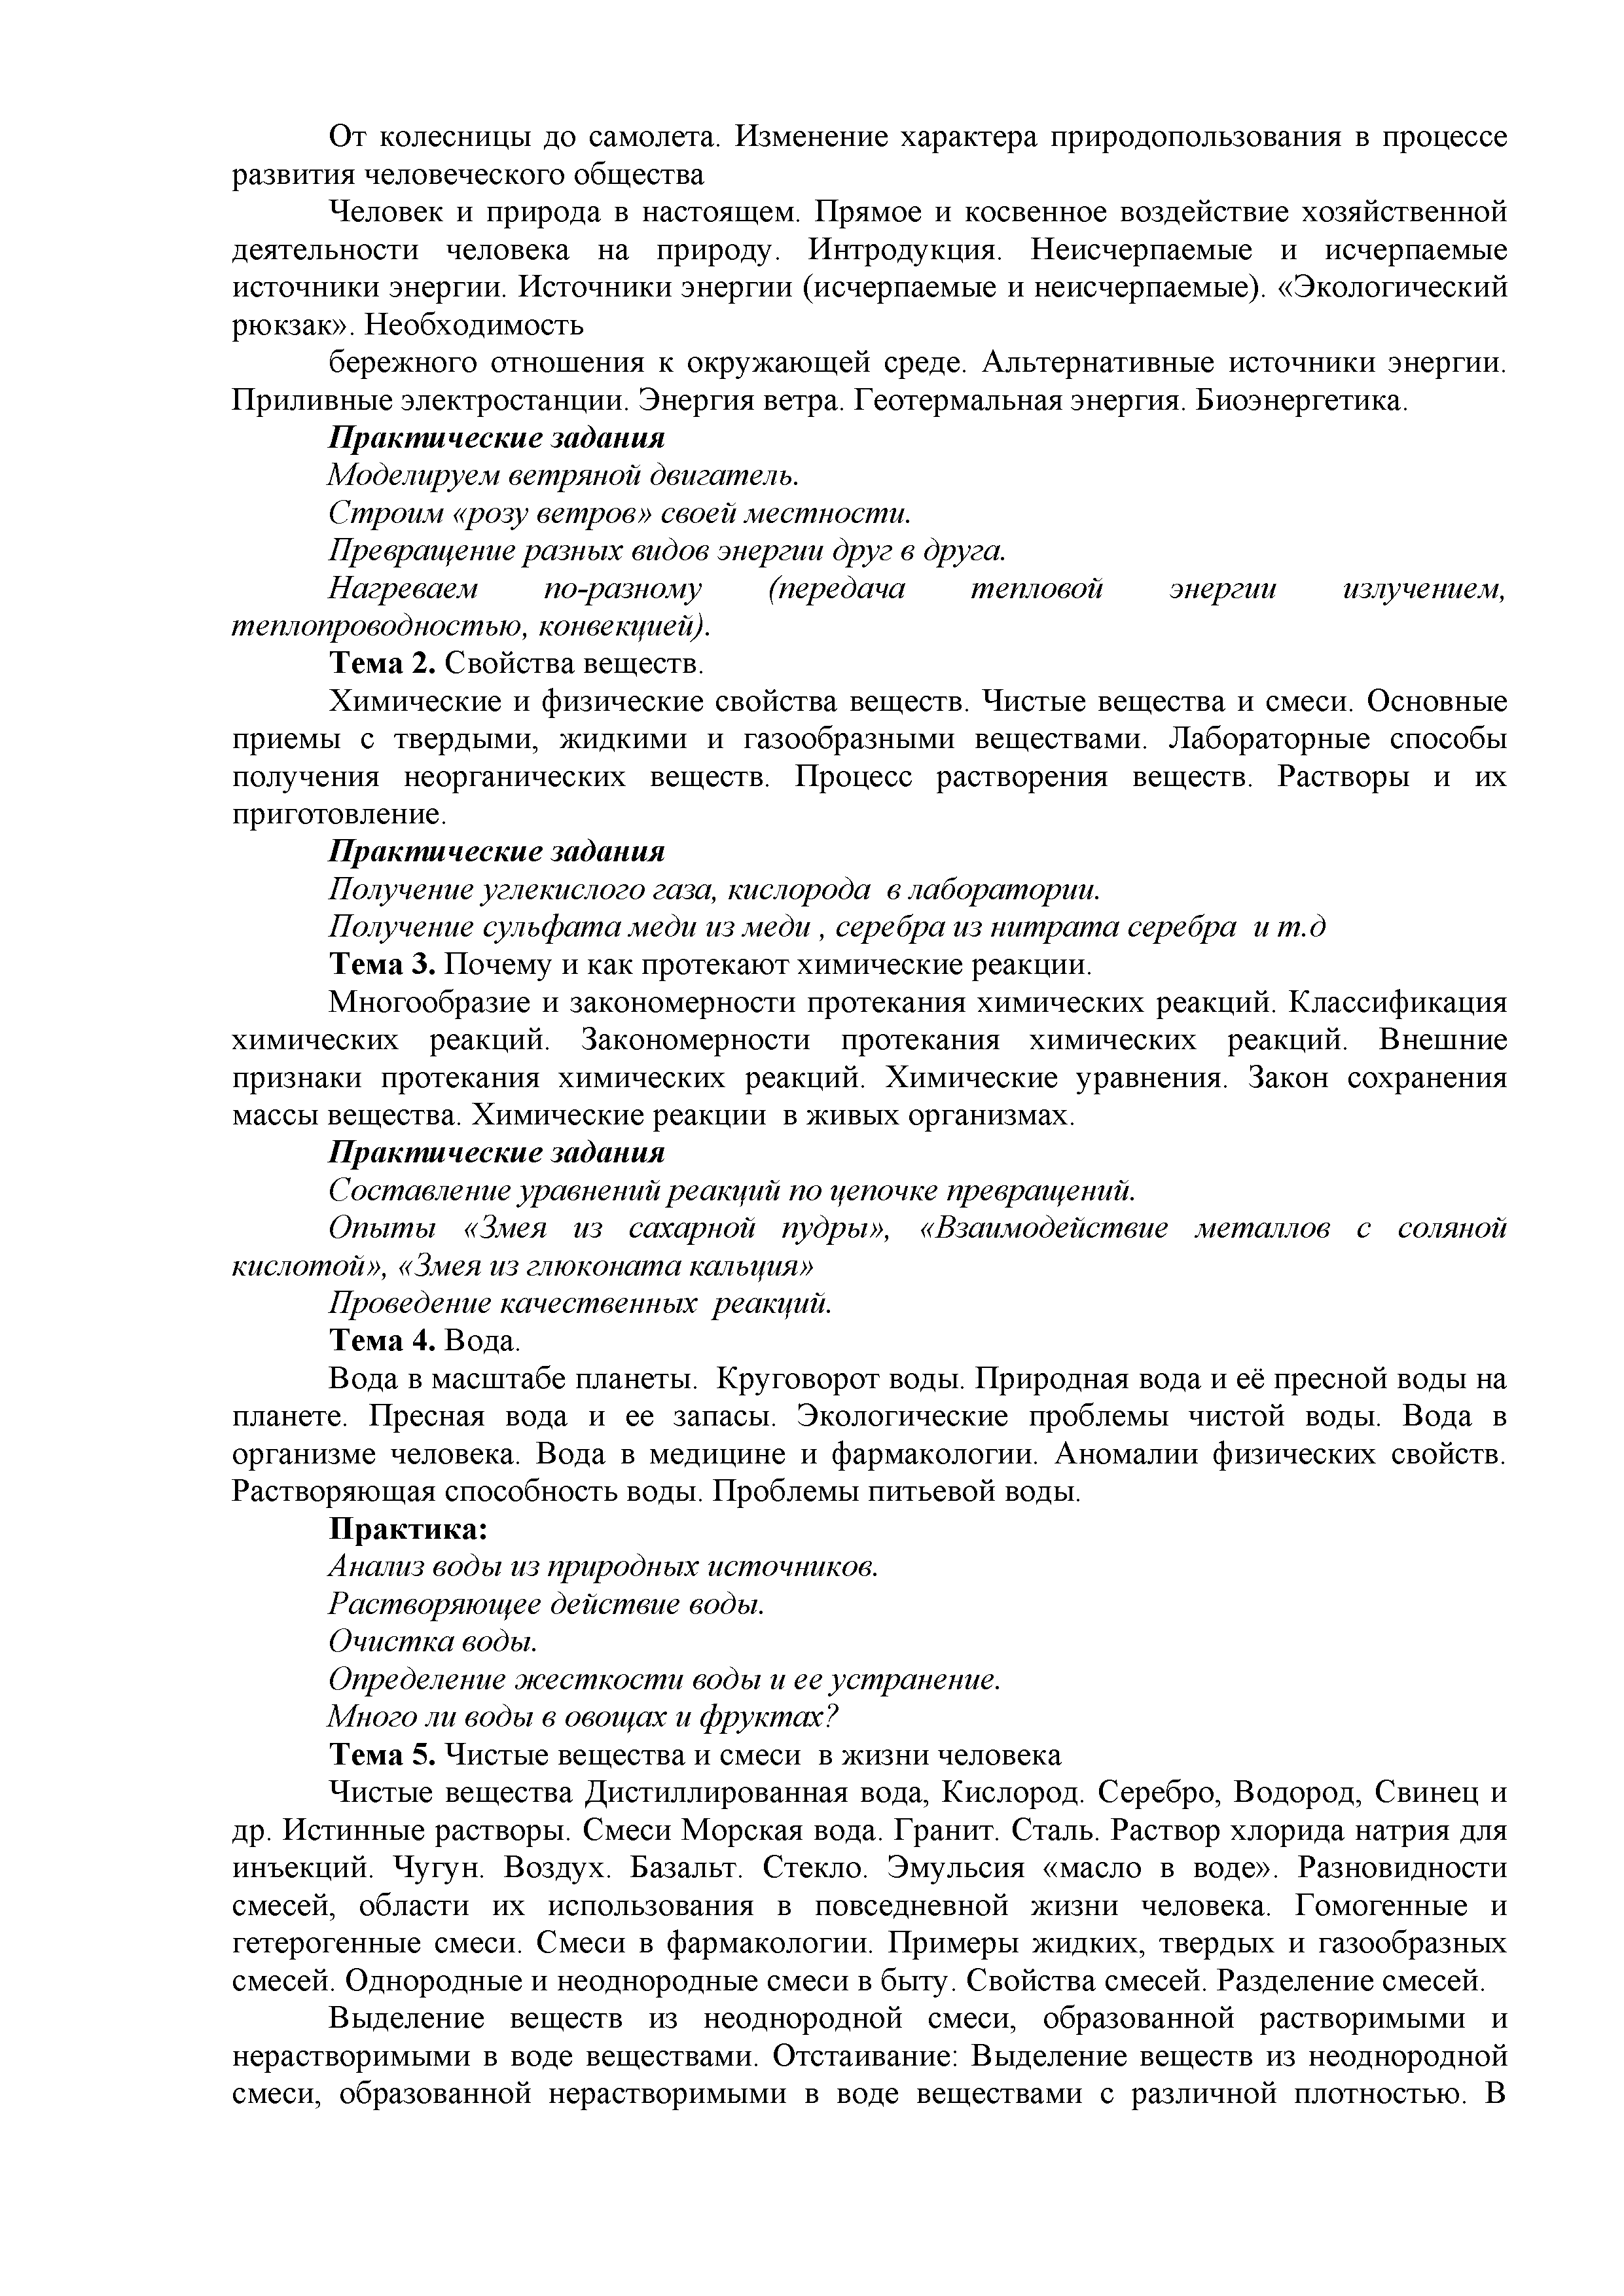 От колесницы до самолета. Изменение характера природопользования в процессе
развития человеческого общества
Человек и природа в настоящем. Прямое и косвенное воздействие хозяйственной
деятельности человека на природу. Интродукция. Неисчерпаемые и исчерпаемые
источники энергии. Источники энергии (исчерпаемые и неисчерпаемые). «Экологический
рюкзак». Необходимость
бережного отношения к окружающей среде. Альтернативные источники энергии.
Приливные электростанции. Энергия ветра. Геотермальная энергия. Биоэнергетика.
Практические задания
Моделируем ветряной двигатель.
Строим «розу ветров» своей местности.
Превращение разных видов энергии друг в друга.
Нагреваем по-разному (передача тепловой энергии излучением,
теплопроводностью, конвекцией).
Тема 2. Свойства веществ.
Химические и физические свойства веществ. Чистые вещества и смеси. Основные
приемы с твердыми, жидкими и газообразными веществами. Лабораторные способы
получения неорганических веществ. Процесс растворения веществ. Растворы и их
приготовление.
Практические задания
Получение углекислого газа, кислорода в лаборатории.
Получение сульфата меди из меди , серебра из нитрата серебра и т.д
Тема 3. Почему и как протекают химические реакции.
Многообразие и закономерности протекания химических реакций. Классификация
химических реакций. Закономерности протекания химических реакций. Внешние
признаки протекания химических реакций. Химические уравнения. Закон сохранения
массы вещества. Химические реакции в живых организмах.
Практические задания
Составление уравнений реакций по цепочке превращений.
Опыты «Змея из сахарной пудры», «Взаимодействие металлов с соляной
кислотой», «Змея из глюконата кальция»
Проведение качественных реакций.
Тема 4. Вода.
Вода в масштабе планеты. Круговорот воды. Природная вода и её пресной воды на
планете. Пресная вода и ее запасы. Экологические проблемы чистой воды. Вода в
организме человека. Вода в медицине и фармакологии. Аномалии физических свойств.
Растворяющая способность воды. Проблемы питьевой воды.
Практика:
Анализ воды из природных источников.
Растворяющее действие воды.
Очистка воды.
Определение жесткости воды и ее устранение.
Много ли воды в овощах и фруктах?
Тема 5. Чистые вещества и смеси в жизни человека
Чистые вещества Дистиллированная вода, Кислород. Серебро, Водород, Свинец и
др. Истинные растворы. Смеси Морская вода. Гранит. Сталь. Раствор хлорида натрия для
инъекций. Чугун. Воздух. Базальт. Стекло. Эмульсия «масло в воде». Разновидности
смесей, области их использования в повседневной жизни человека. Гомогенные и
гетерогенные смеси. Смеси в фармакологии. Примеры жидких, твердых и газообразных
смесей. Однородные и неоднородные смеси в быту. Свойства смесей. Разделение смесей.
Выделение веществ из неоднородной смеси, образованной растворимыми и
нерастворимыми в воде веществами. Отстаивание: Выделение веществ из неоднородной
смеси, образованной нерастворимыми в воде веществами с различной плотностью. В